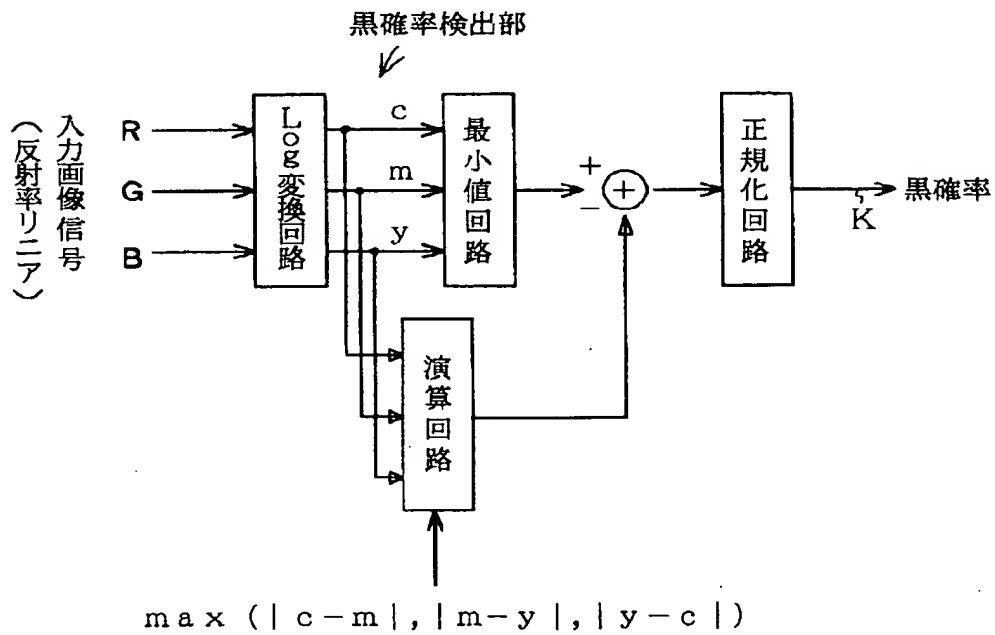 黒確率検出部
入力画像信号
(反射率リニア)
R
G
B
Log変換回路
c
m
y
最小値回路
+
−
+
正規化回路
K
黒確率
演算回路
max (|c−m|,|m−y|,|y−c|)